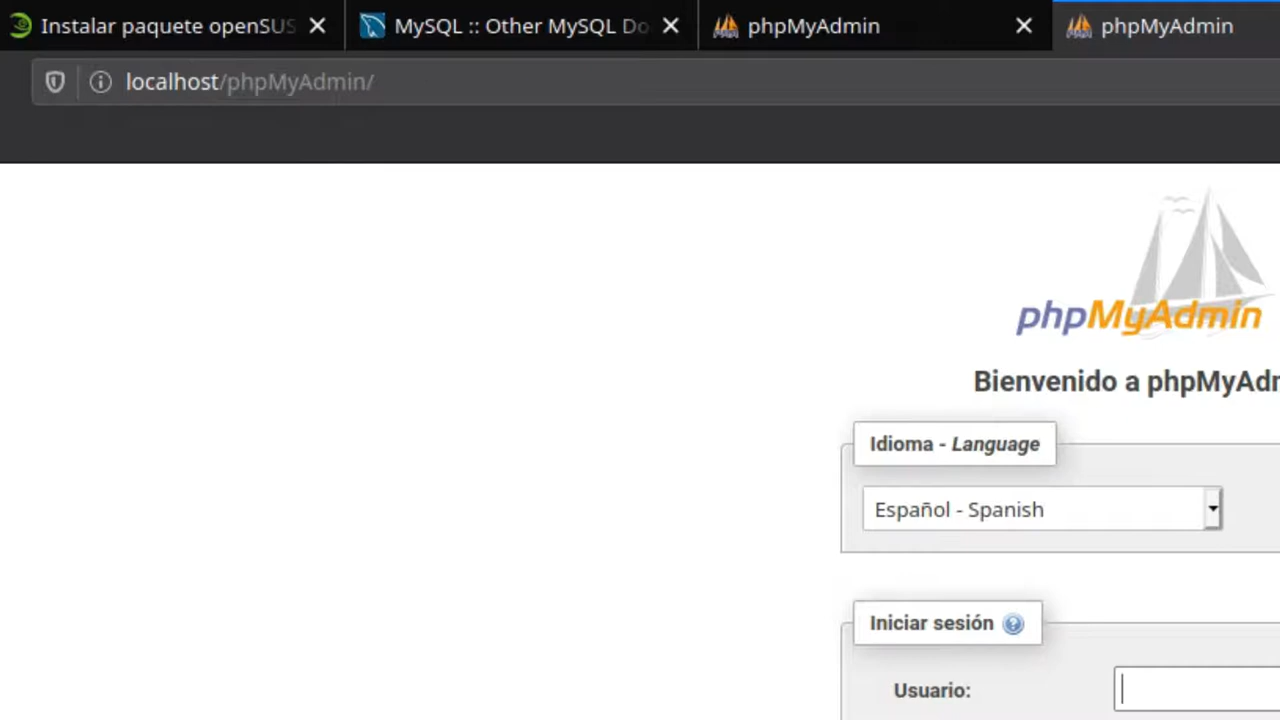 Instalar paquete openSUS
MySQL :: Other MySQL Do
phpMyAdmin
phpMyAdmin
localhost/phpMyAdmin/
phpMyAdmin
Bienvenido a phpMyAdm
Idioma - Language
Español - Spanish
Iniciar sesión
Usuario: